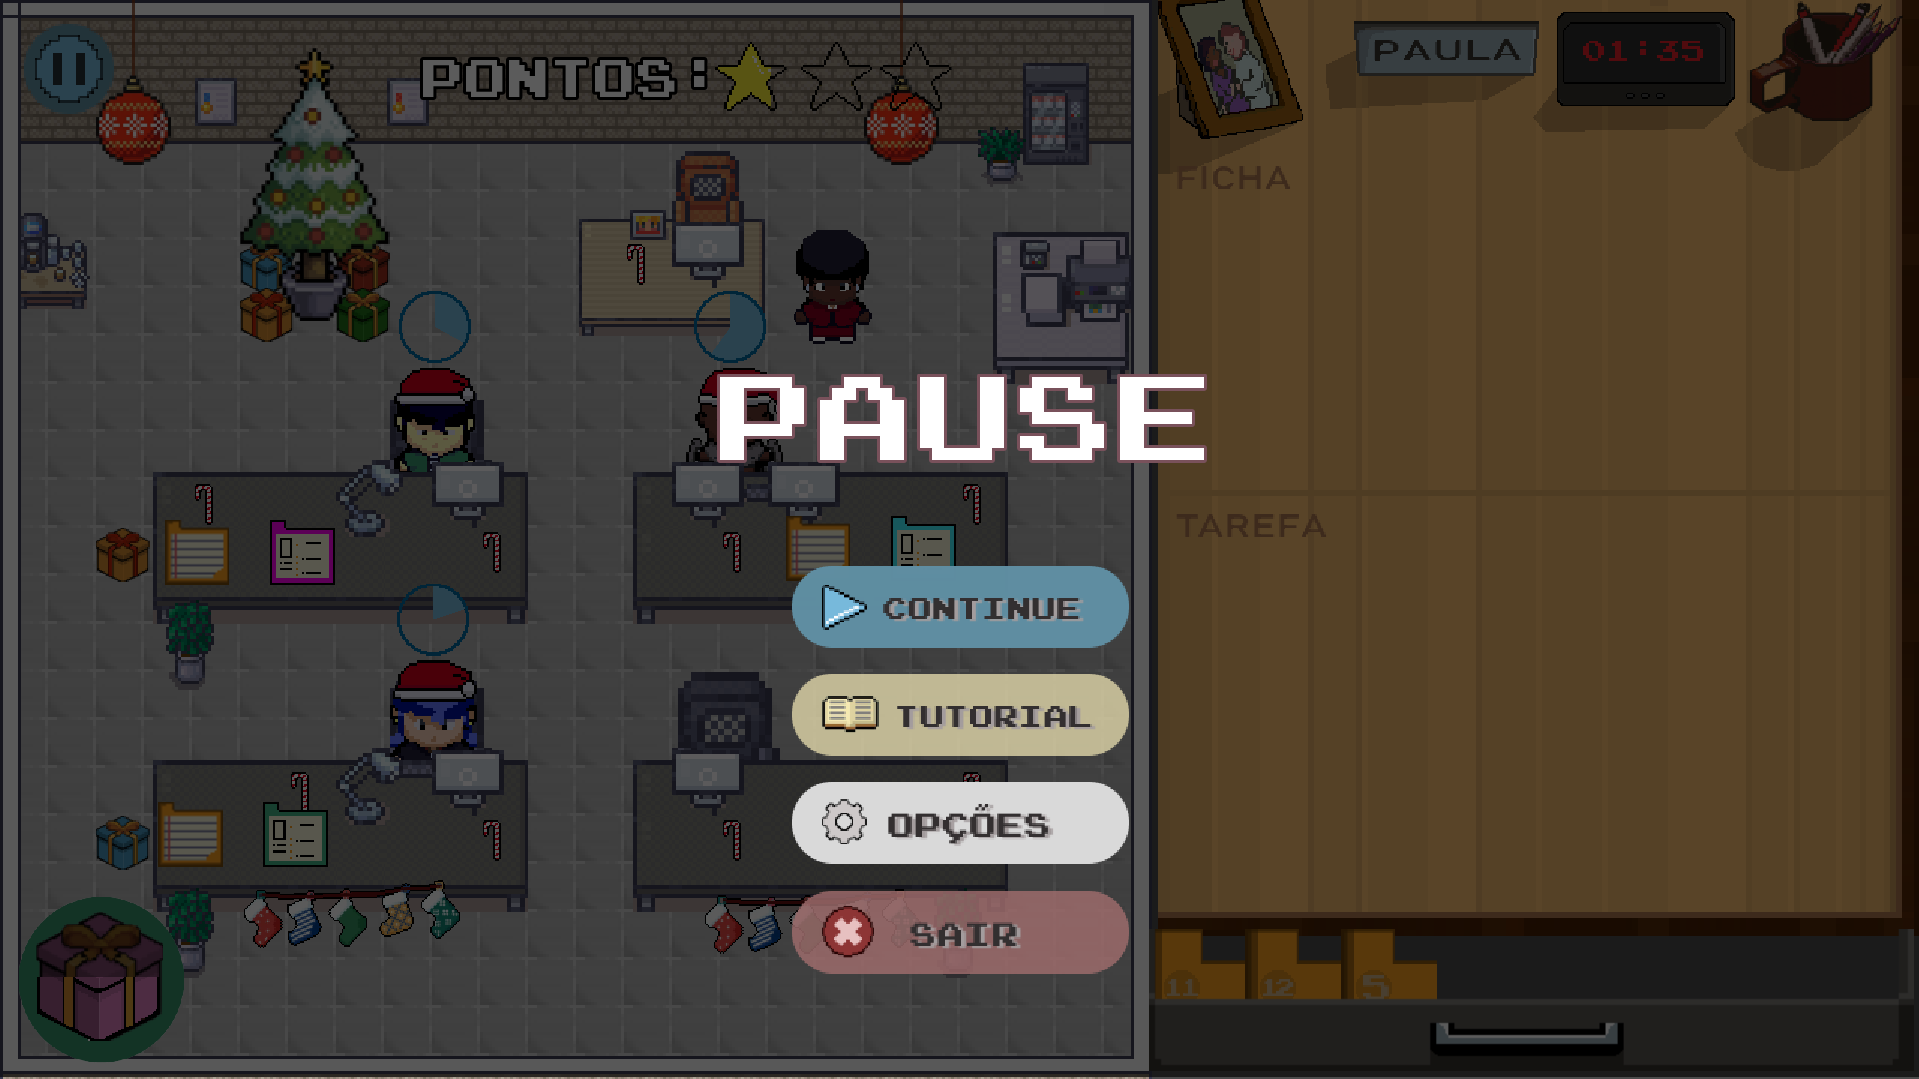 PONTOS:
PAULA
01:35
FICHA
PAUSE
TAREFA
CONTINUE
TUTORIAL
OPÇÕES
SAIR
11
12
5